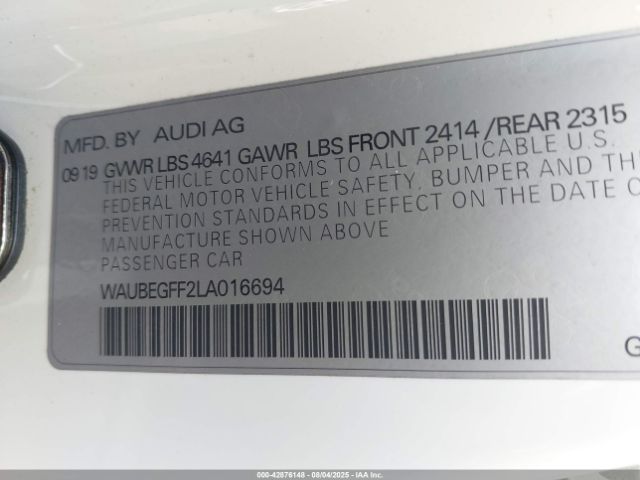 MFD. BY AUDI AG
09 19 GVWR LBS 4641 GAWR LBS FRONT 2414 /REAR 2315
THIS VEHICLE CONFORMS TO ALL APPLICABLE U.S.
FEDERAL MOTOR VEHICLE SAFETY, BUMPER AND THE
PREVENTION STANDARDS IN EFFECT ON THE DATE O
MANUFACTURE SHOWN ABOVE
PASSENGER CAR
WAUBEGFF2LA016694
G
000-42876148 - 08/04/2025 - IAA, Inc.